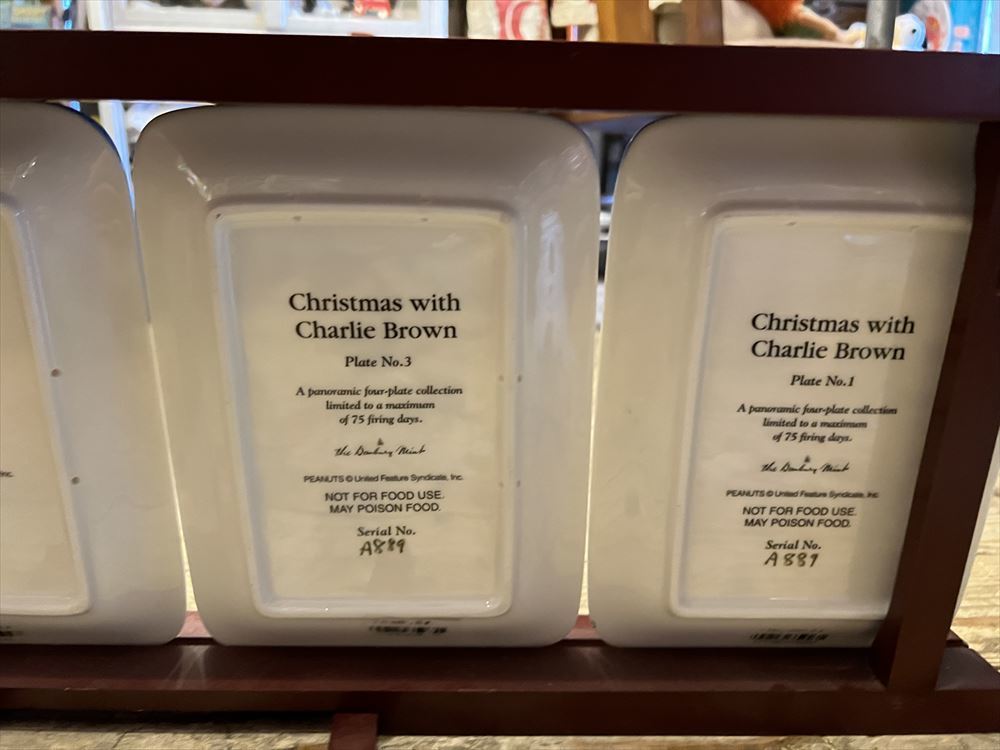 Inc.
Christmas with
Charlie Brown
Plate No.3
A panoramic four-plate collection
limited to a maximum
of 75 firing days.
the Danbury Mint
PEANUTS © United Feature Syndicate, Inc.
NOT FOR FOOD USE.
MAY POISON FOOD.
Serial No.
A889
Christmas with
Charlie Brown
Plate No.1
A panoramic four-plate collection
limited to a maximum
of 75 firing days.
the Danbury Mint
PEANUTS © United Feature Syndicate, Inc.
NOT FOR FOOD USE.
MAY POISON FOOD.
Serial No.
A889